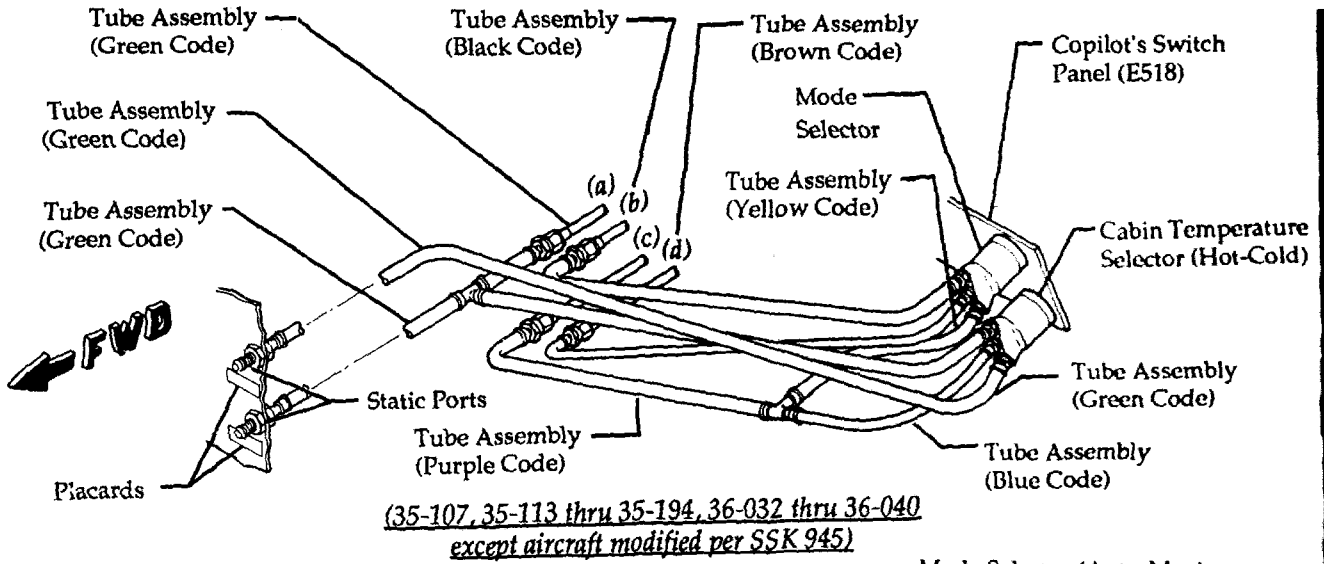 Tube Assembly
(Green Code)
Tube Assembly
(Black Code)
Tube Assembly
(Brown Code)
Copilot's Switch
Panel (E518)
Tube Assembly
(Green Code)
Mode
Selector
Tube Assembly
(Yellow Code)
Tube Assembly
(Green Code)
(a)
(b)
(c)
(d)
Cabin Temperature
Selector (Hot-Cold)
FWD
Static Ports
Tube Assembly
(Green Code)
Tube Assembly
(Purple Code)
Tube Assembly
(Blue Code)
Placards
(35-107, 35-113 thru 35-194, 36-032 thru 36-040
except aircraft modified per SSK 945)